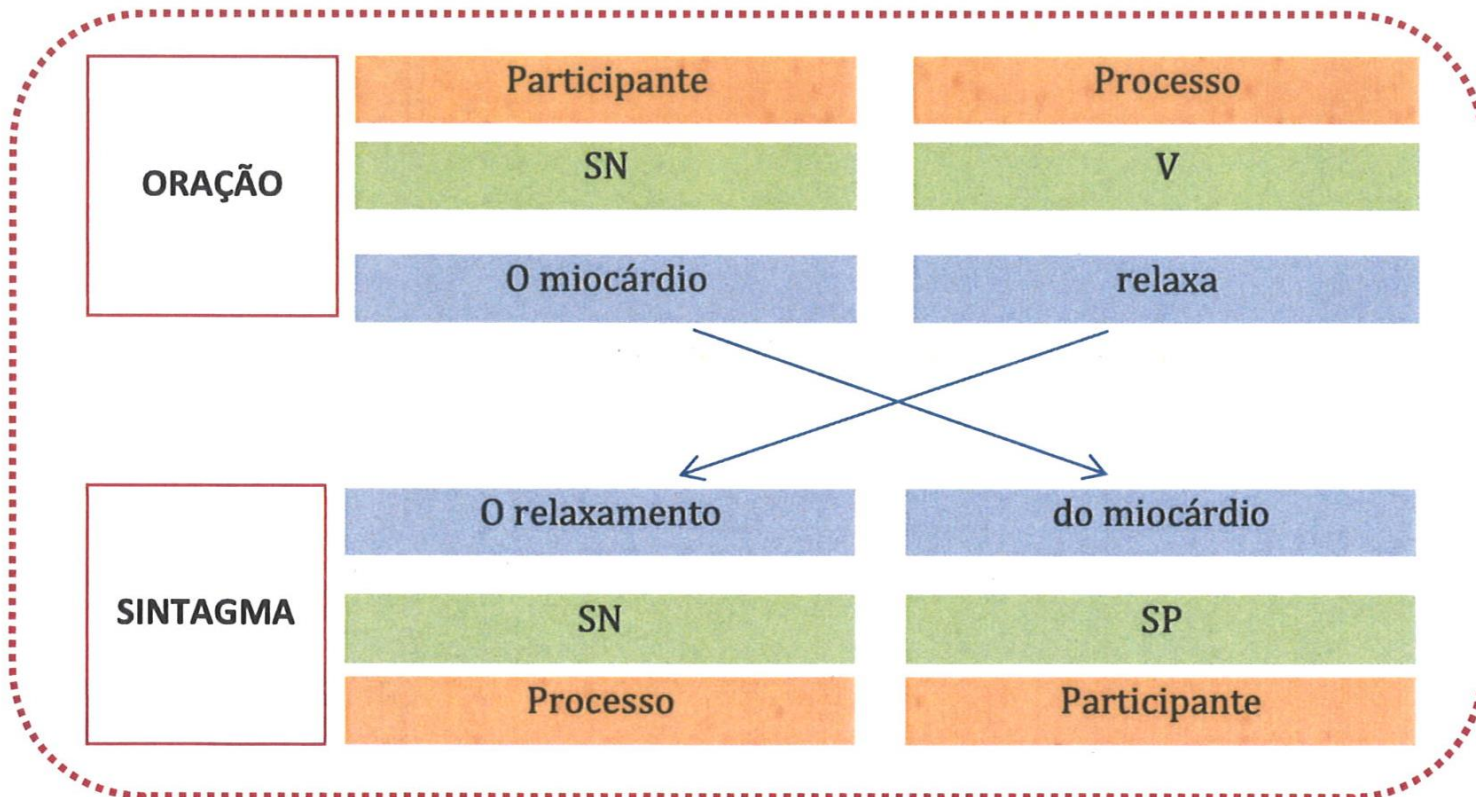 Participante
Processo
ORAÇÃO
SN
V
O miocárdio
relaxa
O relaxamento
do miocárdio
SINTAGMA
SN
SP
Processo
Participante